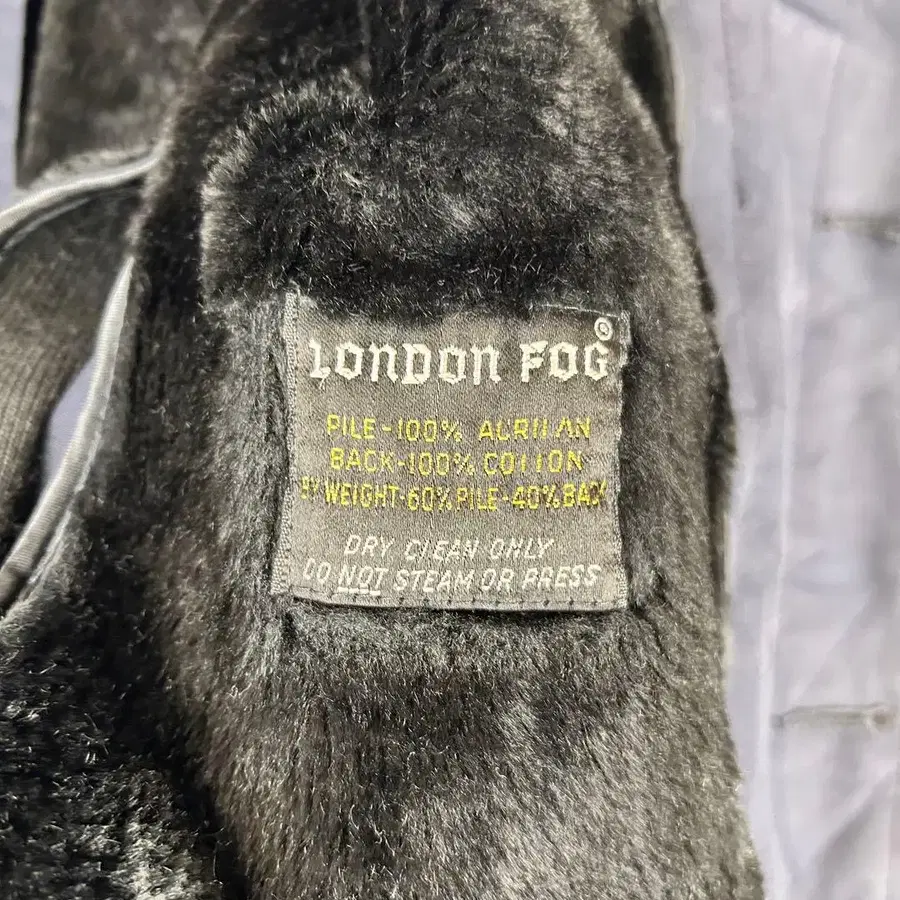 LONDON FOG®
PILE-100% ACRILAN
BACK-100% COTTON
BY WEIGHT-60% PILE-40% BACK
DRY CLEAN ONLY
DO NOT STEAM OR PRESS